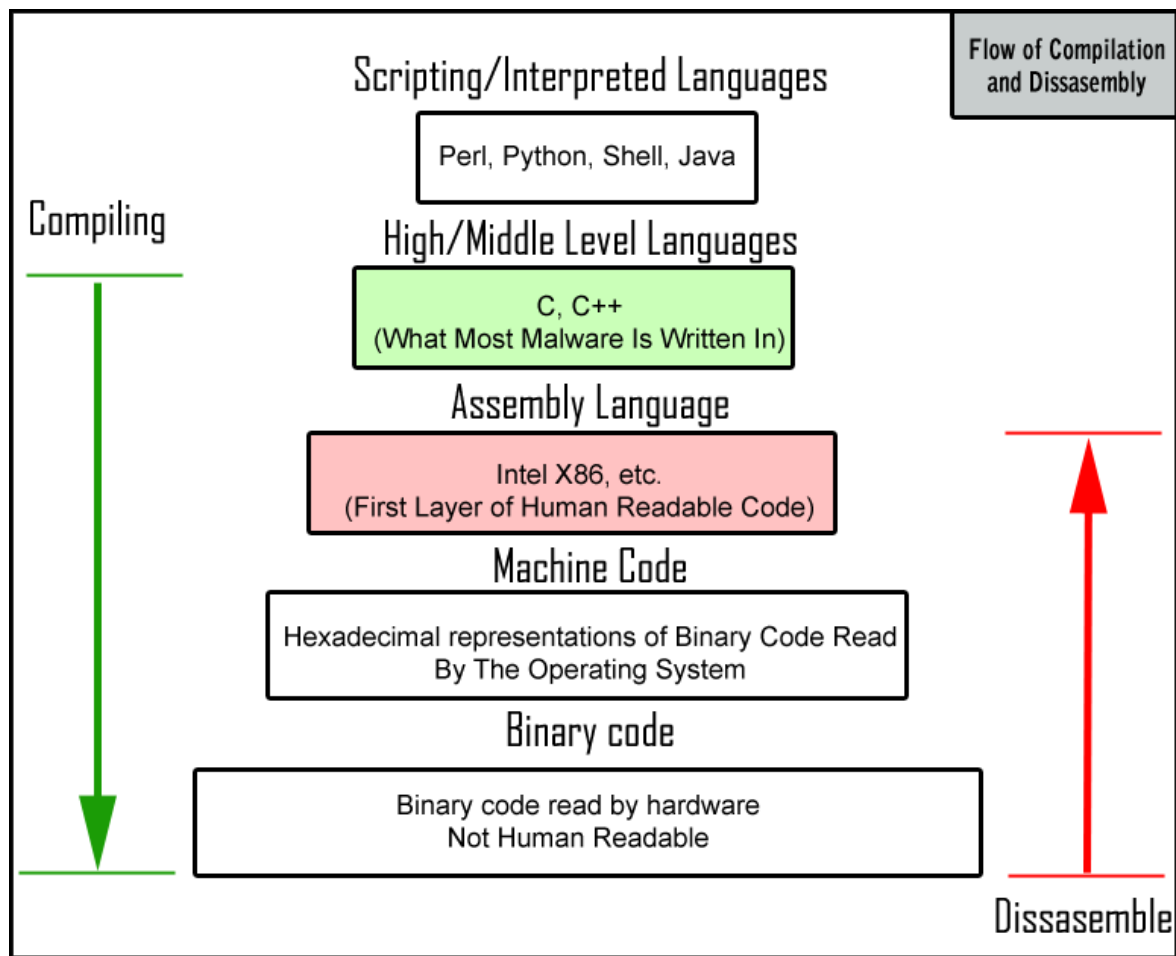 Flow of Compilation
and Dissasembly
Scripting/Interpreted Languages
Perl, Python, Shell, Java
Compiling
High/Middle Level Languages
C, C++
(What Most Malware Is Written In)
Assembly Language
Intel X86, etc.
(First Layer of Human Readable Code)
Machine Code
Hexadecimal representations of Binary Code Read
By The Operating System
Binary code
Binary code read by hardware
Not Human Readable
Dissasemble